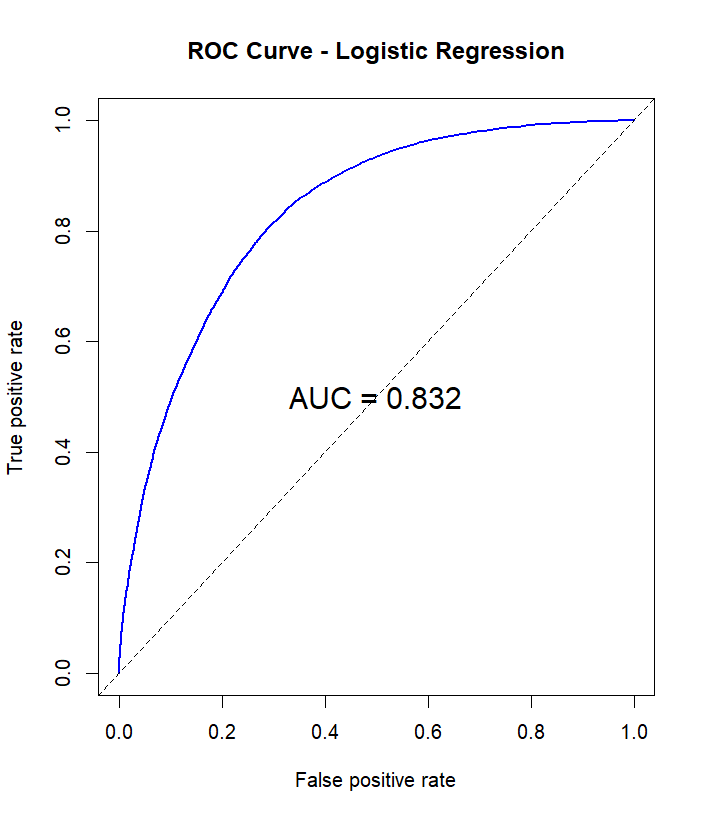 ROC Curve - Logistic Regression
1.0
0.8
0.6
0.4
0.2
0.0
True positive rate
AUC = 0.832
0.0 0.2 0.4 0.6 0.8 1.0
False positive rate